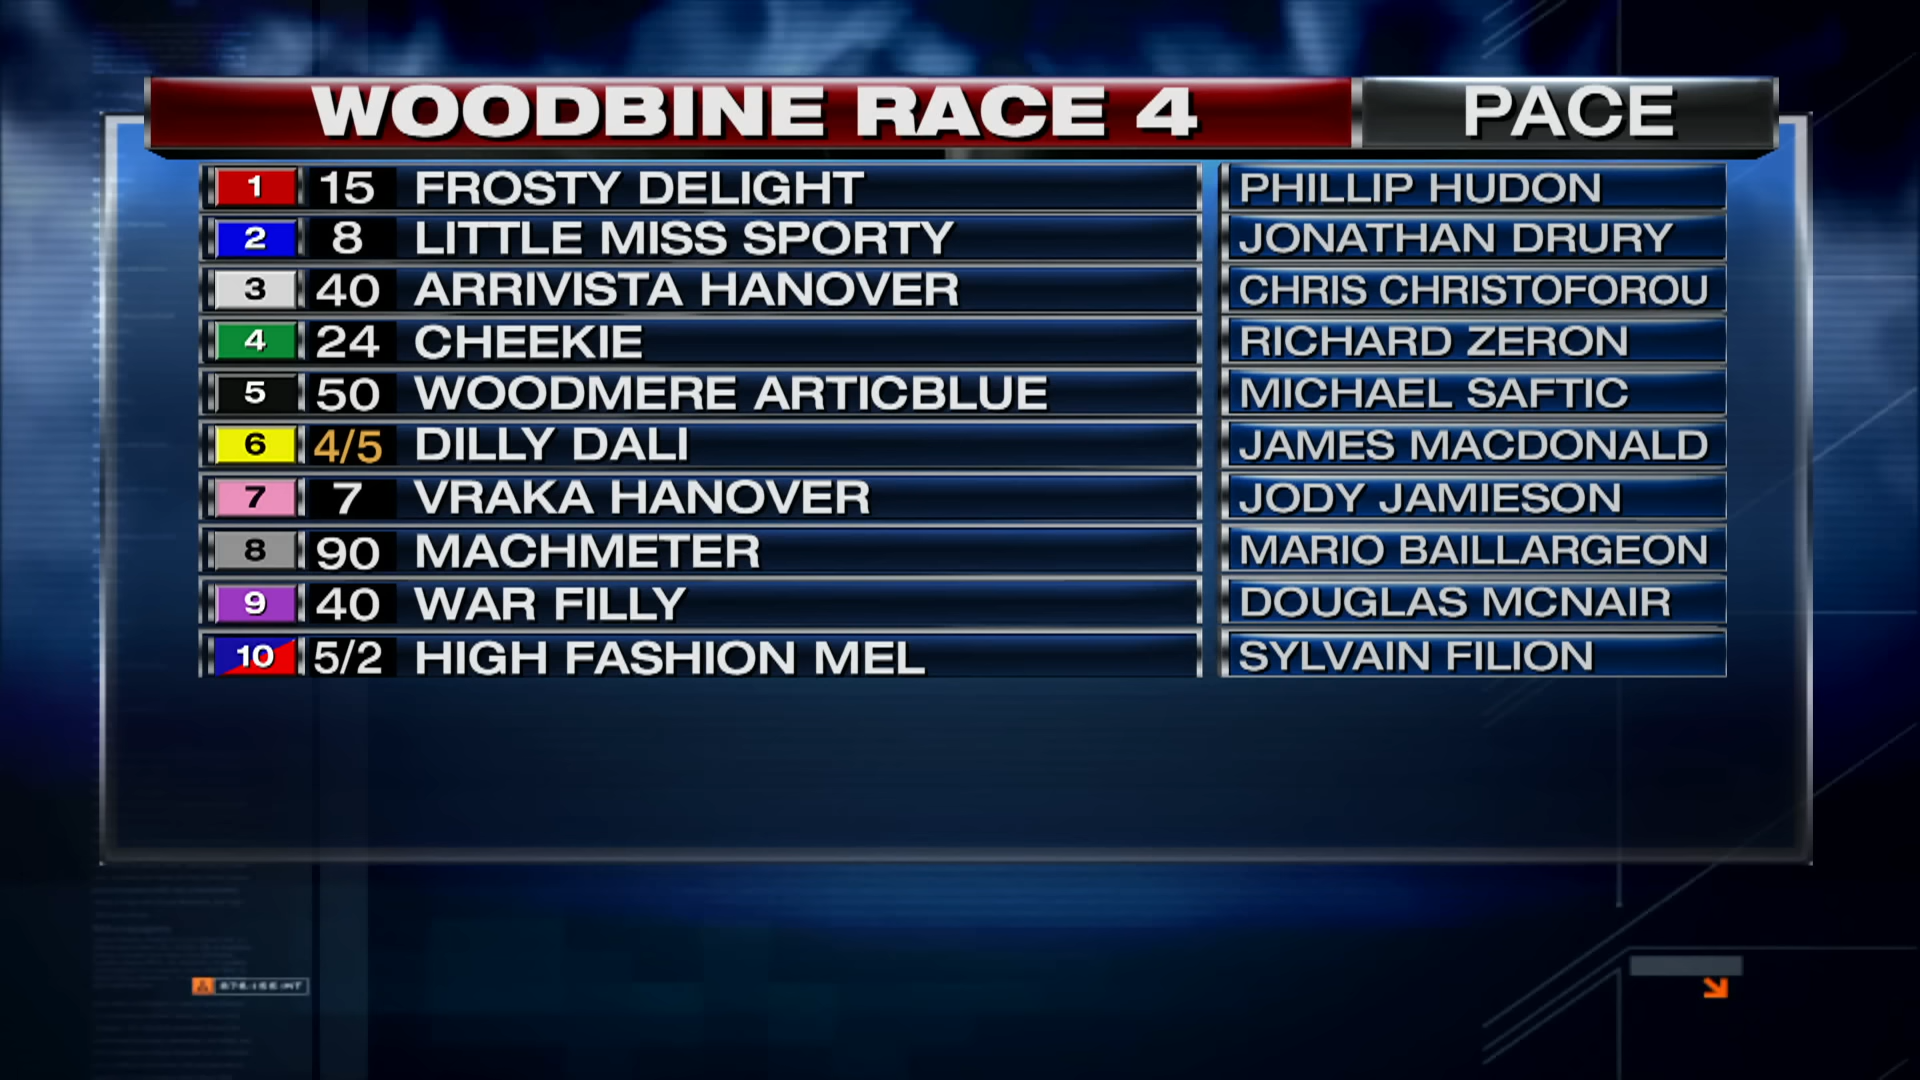 WOODBINE RACE 4 PACE
1 15 FROSTY DELIGHT PHILLIP HUDON
2 8 LITTLE MISS SPORTY JONATHAN DRURY
3 40 ARRIVISTA HANOVER CHRIS CHRISTOFOROU
4 24 CHEEKIE RICHARD ZERON
5 50 WOODMERE ARTICBLUE MICHAEL SAFTIC
6 4/5 DILLY DALI JAMES MACDONALD
7 7 VRAKA HANOVER JODY JAMIESON
8 90 MACHMETER MARIO BAILLARGEON
9 40 WAR FILLY DOUGLAS MCNAIR
10 5/2 HIGH FASHION MEL SYLVAIN FILION